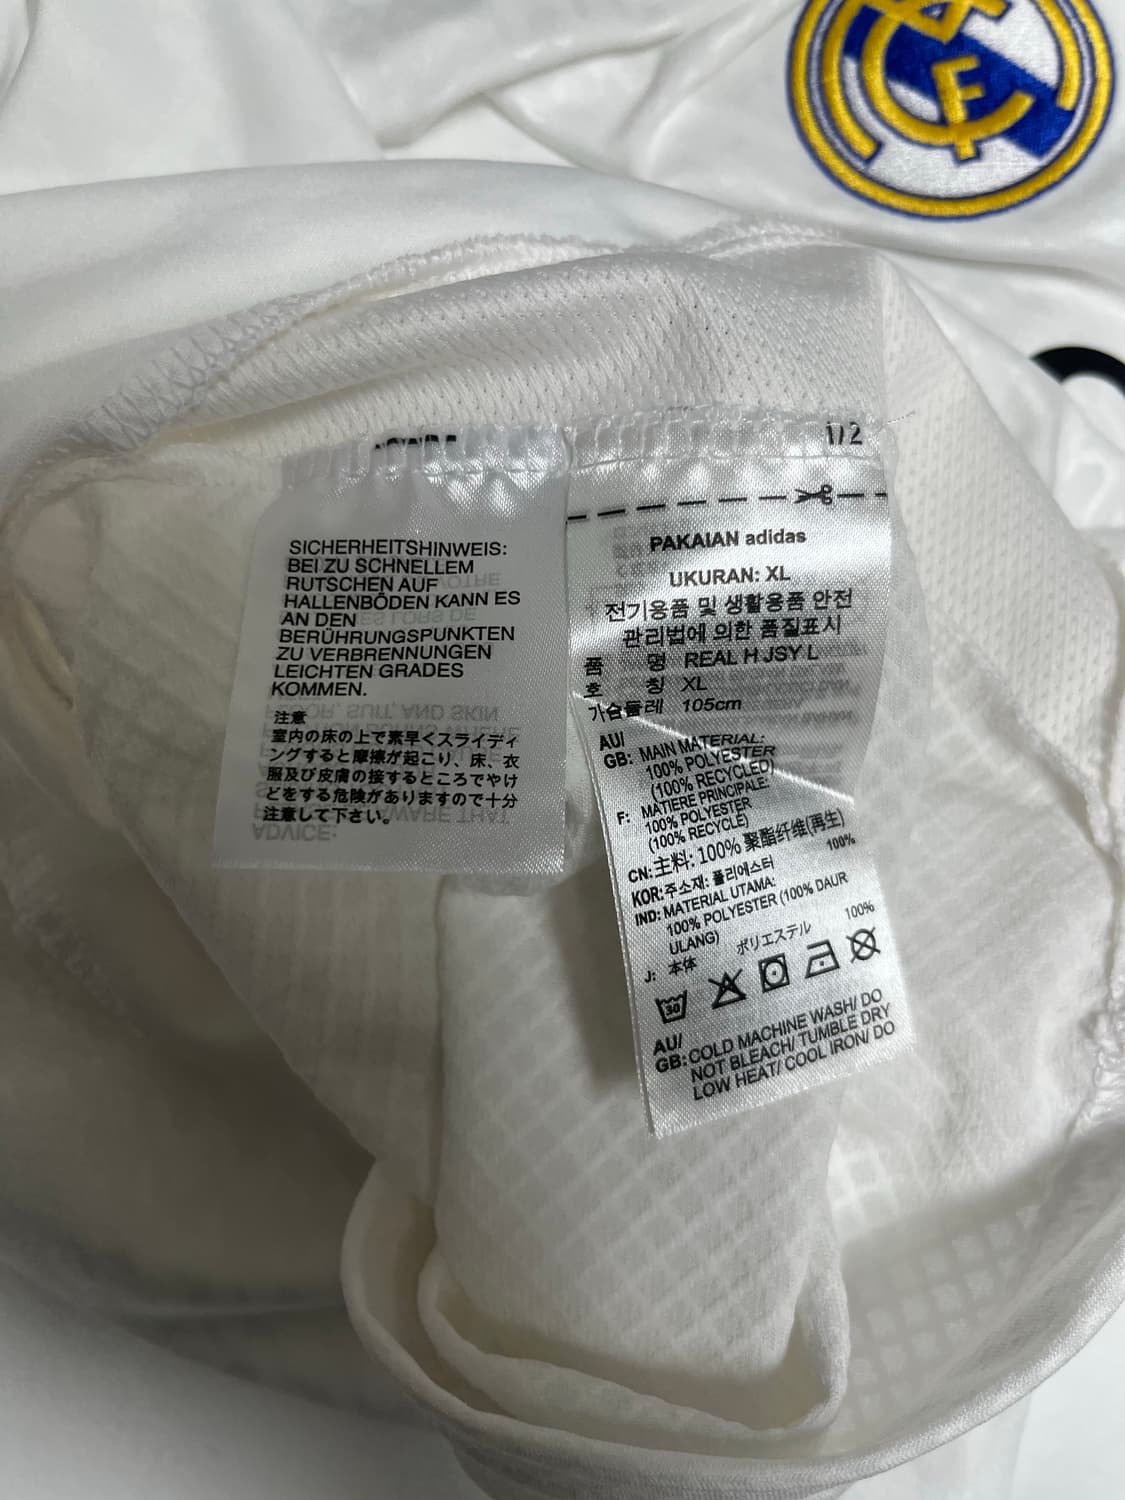 SICHERHEITSHINWEIS:
BEI ZU SCHNELLEM
RUTSCHEN AUF
HALLENBÖDEN KANN ES
AN DEN
BERÜHRUNGSPUNKTEN
ZU VERBRENNUNGEN
LEICHTEN GRADES
KOMMEN.
注意
室内の床の上で素早くスライディ
ングすると摩擦が起こり、床、衣
服及び皮膚の接するところでやけ
どをする危険がありますので十分
注意して下さい。
1/2
PAKAIAN adidas
UKURAN: XL
전기용품 및 생활용품 안전
관리법에 의한 품질표시
품 명 REAL H JSY L
호 칭 XL
가슴둘레 105cm
AU/
GB: MAIN MATERIAL:
100% POLYESTER
(100% RECYCLED)
F: MATIERE PRINCIPALE:
100% POLYESTER
(100% RECYCLÉ)
CN: 主料: 100% 聚酯纤维(再生)
KOR: 주소재: 폴리에스터 100%
IND: MATERIAL UTAMA:
100% POLYESTER (100% DAUR
ULANG)
J: 本体 ポリエステル 100%
30
AU/
GB: COLD MACHINE WASH/ DO
NOT BLEACH/ TUMBLE DRY
LOW HEAT/ COOL IRON/ DO